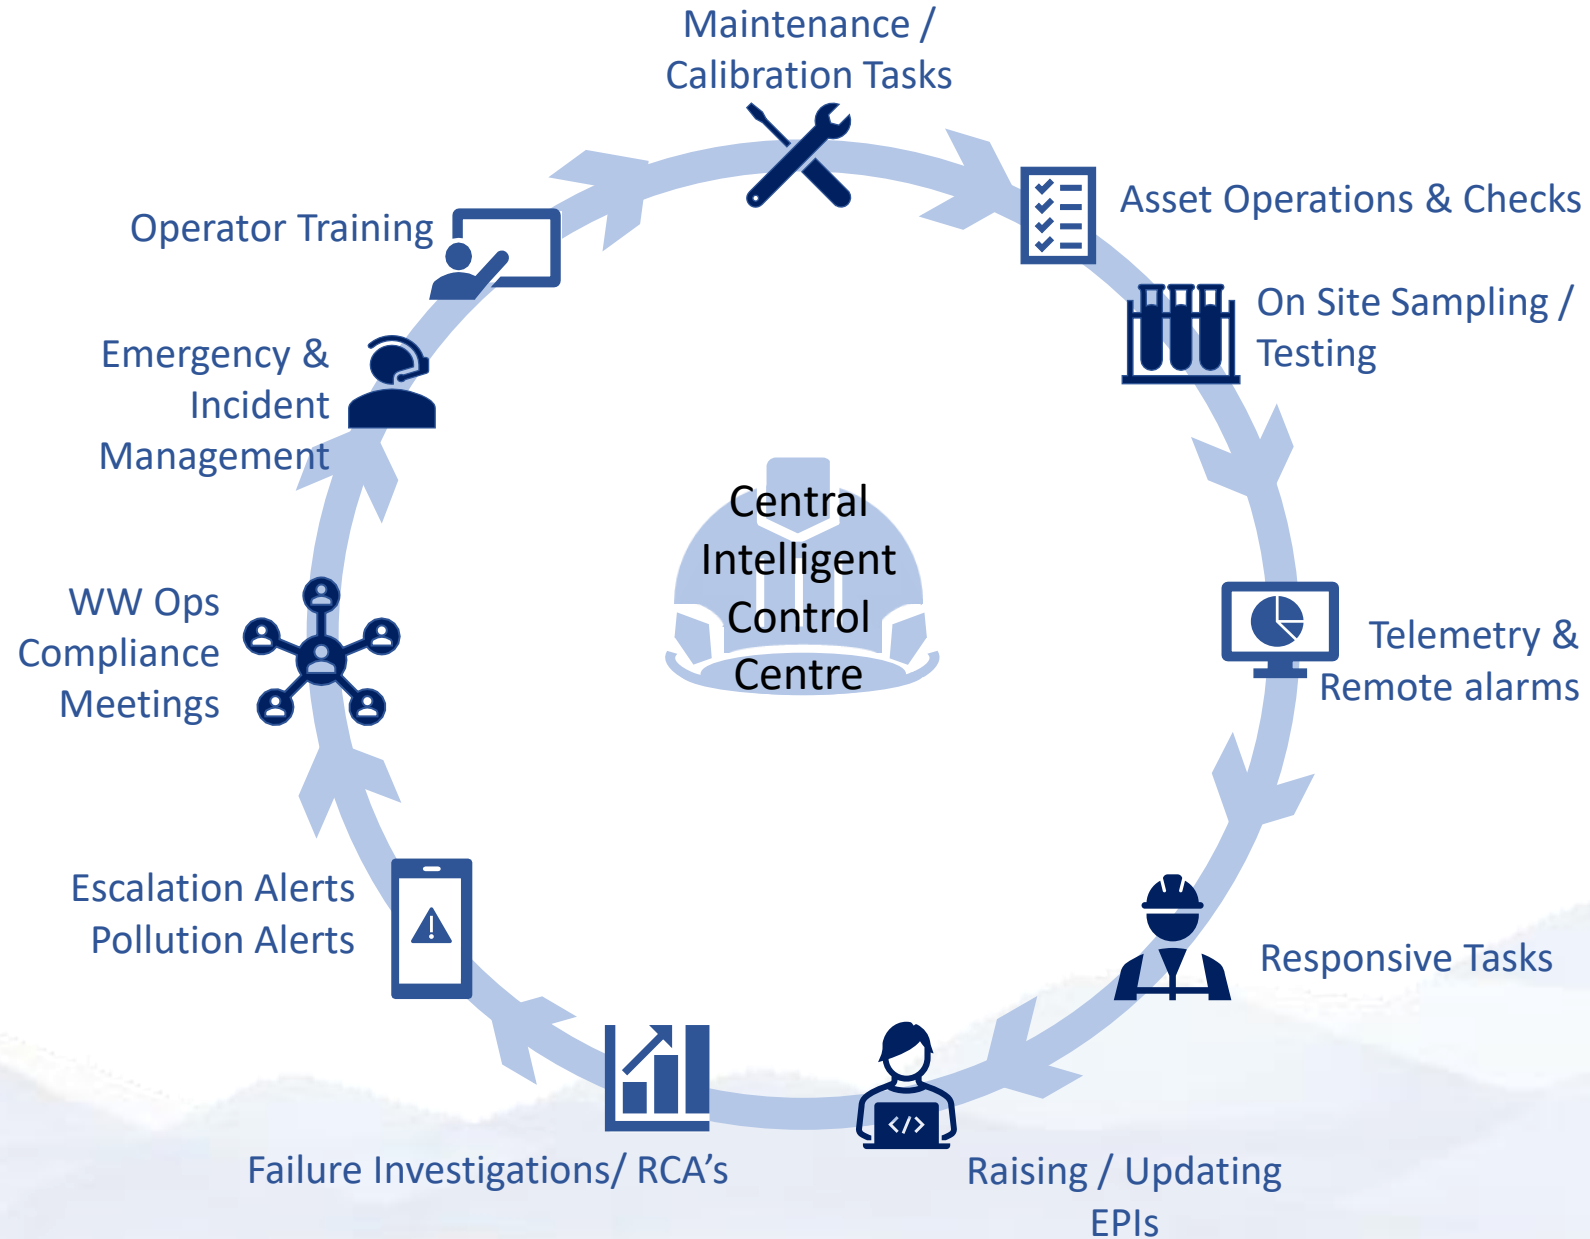 Maintenance /
Calibration Tasks
Asset Operations & Checks
On Site Sampling /
Testing
Telemetry &
Remote alarms
Responsive Tasks
Raising / Updating
EPIs
Failure Investigations/ RCA’s
Escalation Alerts
Pollution Alerts
WW Ops
Compliance
Meetings
Emergency &
Incident
Management
Operator Training
Central
Intelligent
Control
Centre